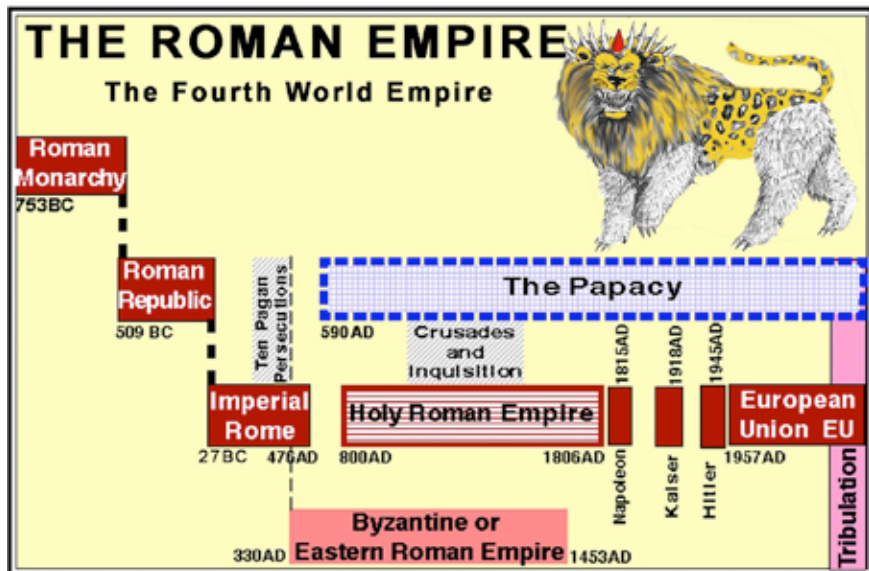 THE ROMAN EMPIRE
The Fourth World Empire
Roman
Monarchy
753BC
Roman
Republic
509 BC
Ten Pagan
Persecutions
The Papacy
590AD
Crusades
and
Inquisition
1815AD
1918AD
1945AD
Imperial
Rome
27BC
476AD
Holy Roman Empire
800AD
1806AD
Napoleon
Kaiser
Hitler
European
Union EU
1957AD
Tribulation
Byzantine or
Eastern Roman Empire
330AD
1453AD